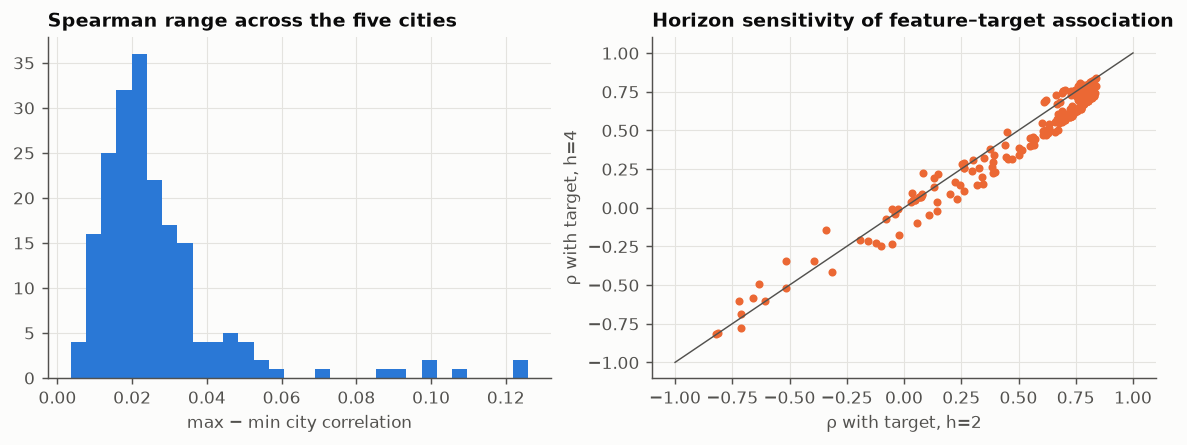 Spearman range across the five cities
35
30
25
20
15
10
5
0
0.00 0.02 0.04 0.06 0.08 0.10 0.12
max − min city correlation
Horizon sensitivity of feature–target association
ρ with target, h=4
1.00
0.75
0.50
0.25
0.00
−0.25
−0.50
−0.75
−1.00
−1.00 −0.75 −0.50 −0.25 0.00 0.25 0.50 0.75 1.00
ρ with target, h=2